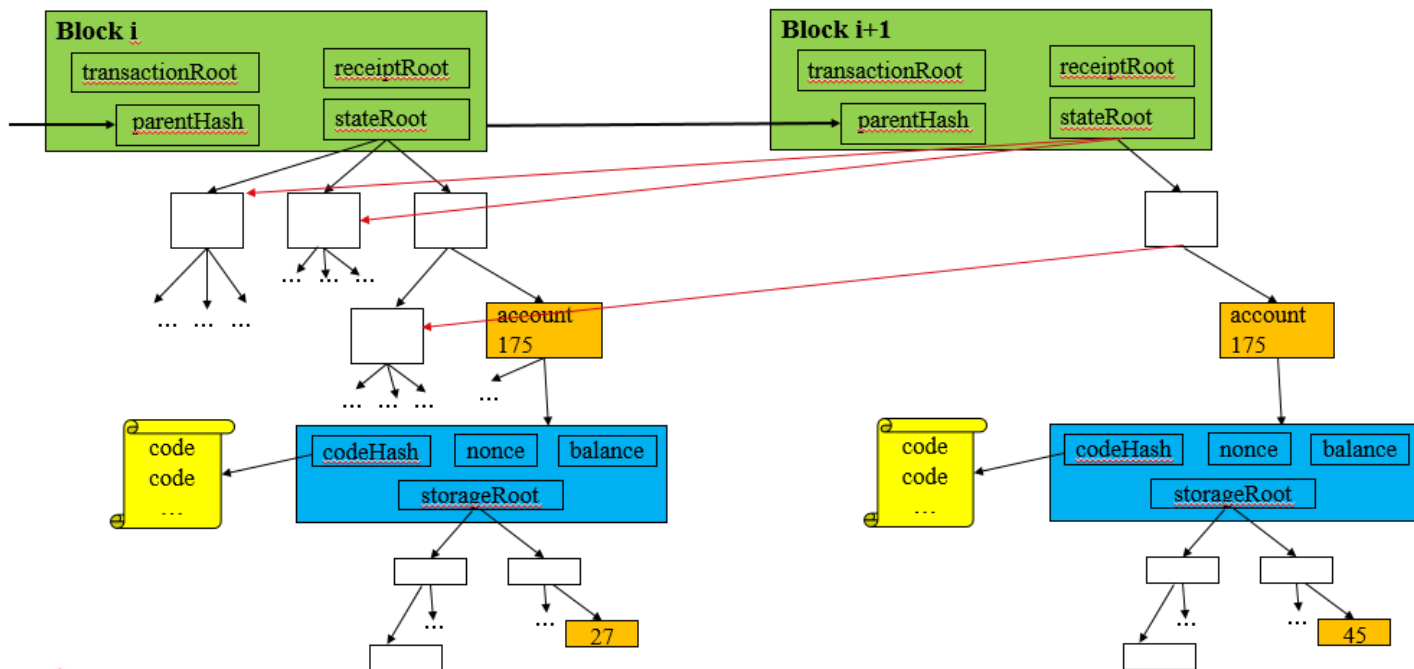 Block i
Block i+1
transactionRoot
receiptRoot
transactionRoot
receiptRoot
parentHash
stateRoot
parentHash
stateRoot
... ... ...
... ... ...
account
175
account
175
... ... ...
...
code
code
...
codeHash
nonce
balance
storageRoot
code
code
...
codeHash
nonce
balance
storageRoot
...
...
27
...
...
45